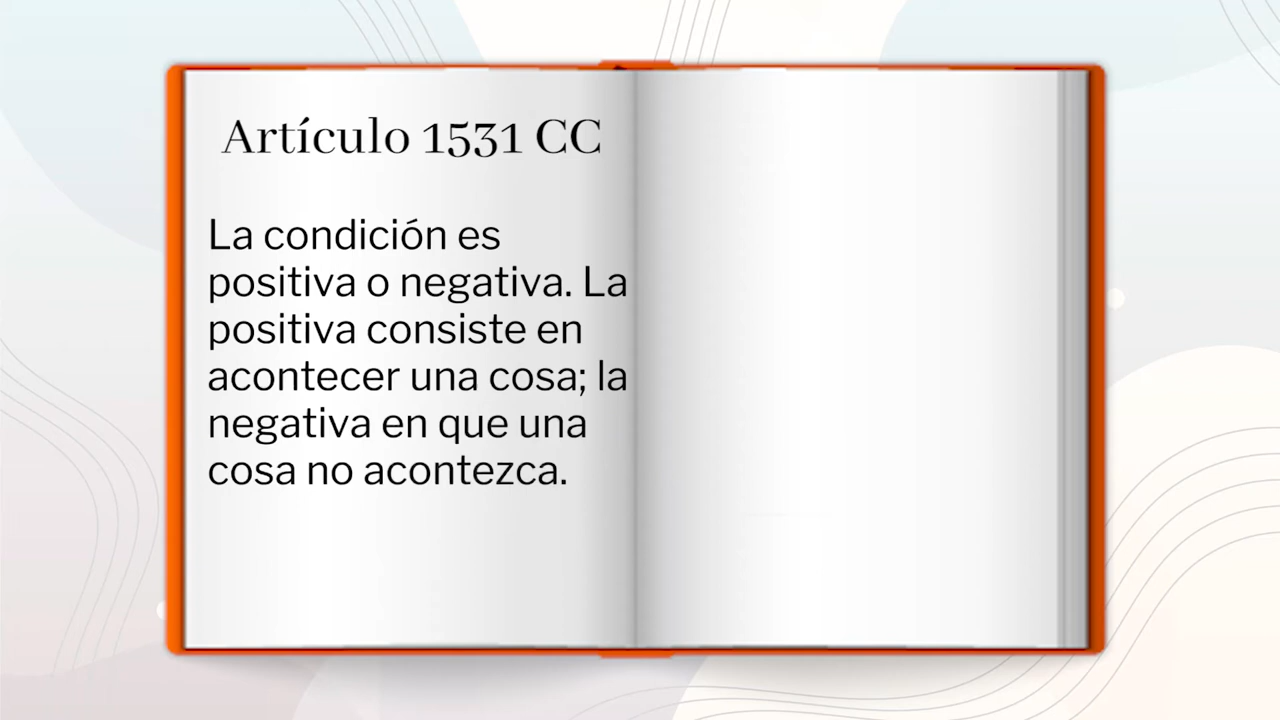 Artículo 1531 CC
La condición es
positiva o negativa. La
positiva consiste en
acontecer una cosa; la
negativa en que una
cosa no acontezca.